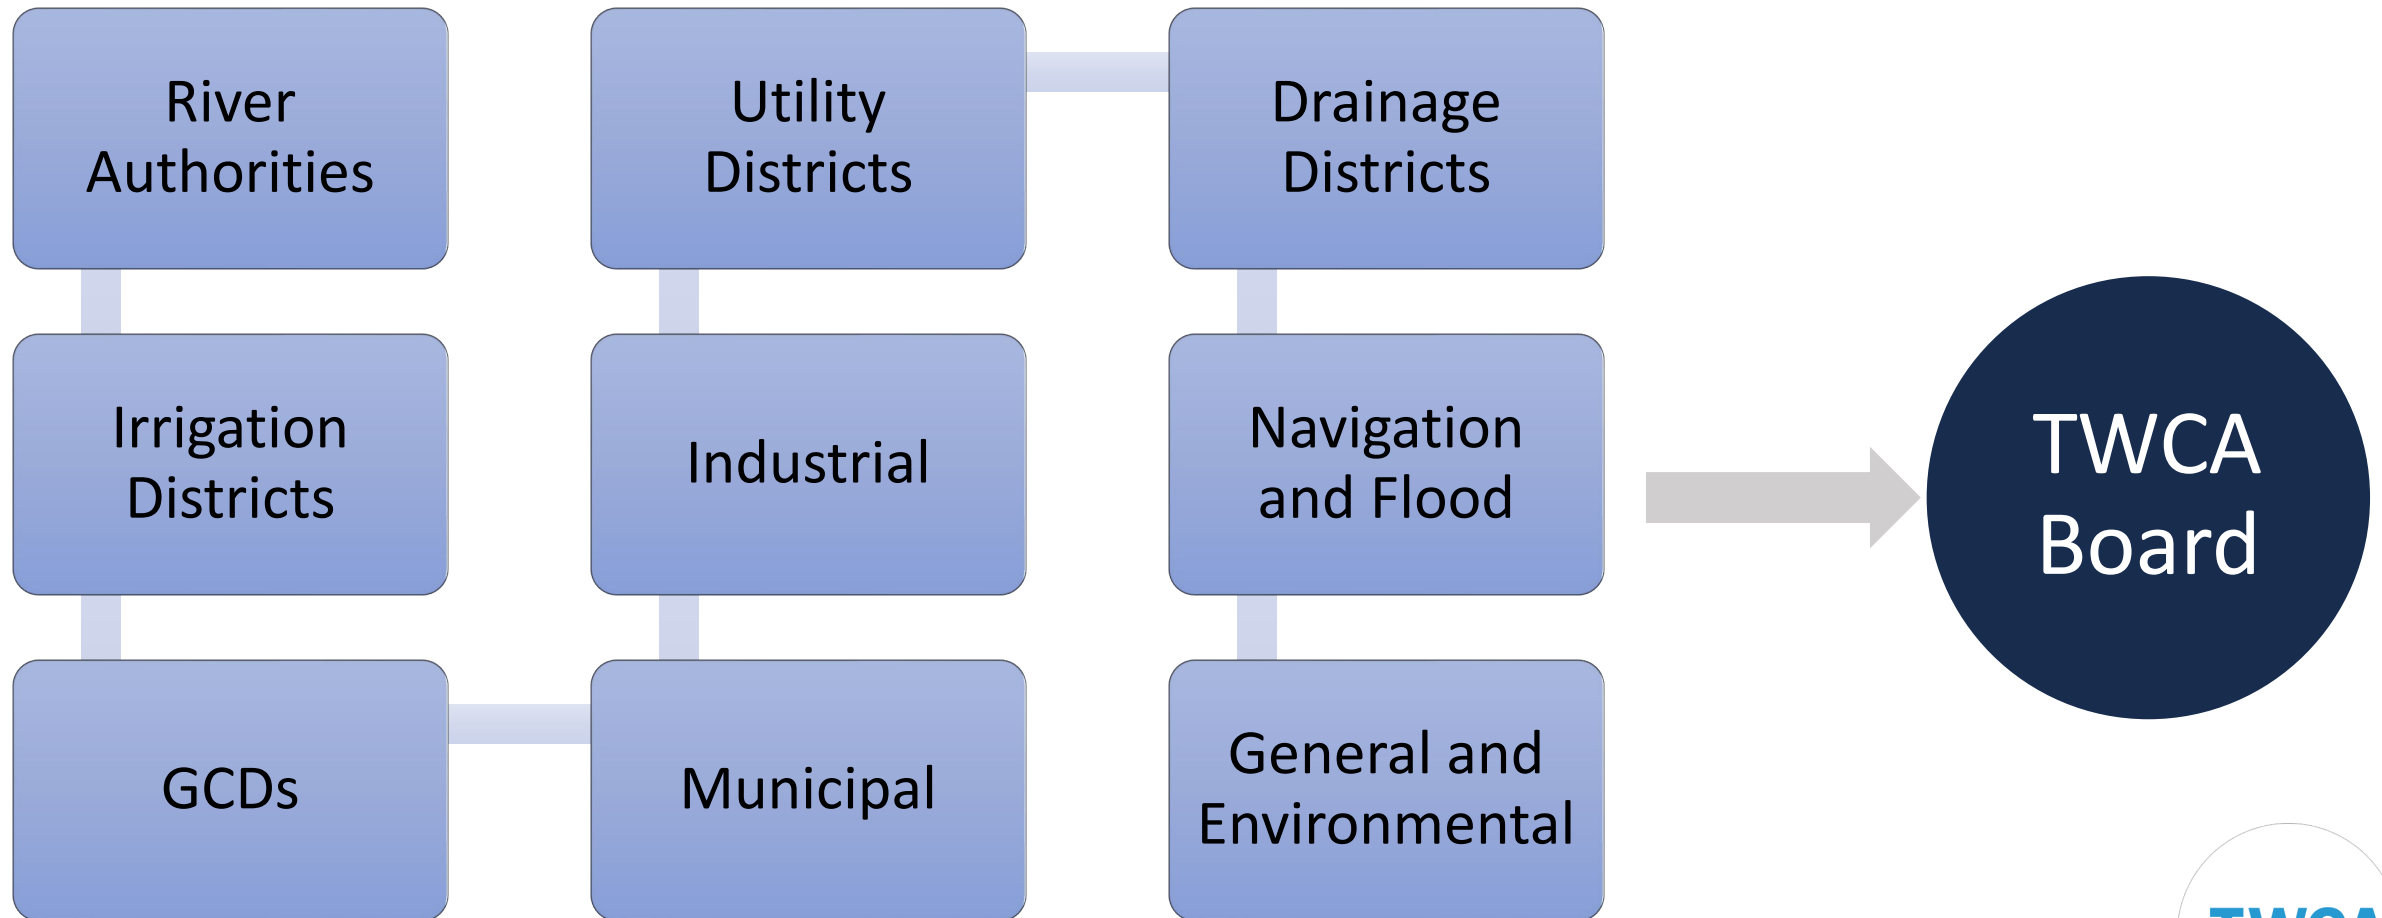 River
Authorities
Irrigation
Districts
GCDs
Municipal
Industrial
Utility
Districts
Drainage
Districts
Navigation
and Flood
General and
Environmental
TWCA
Board
TWCA